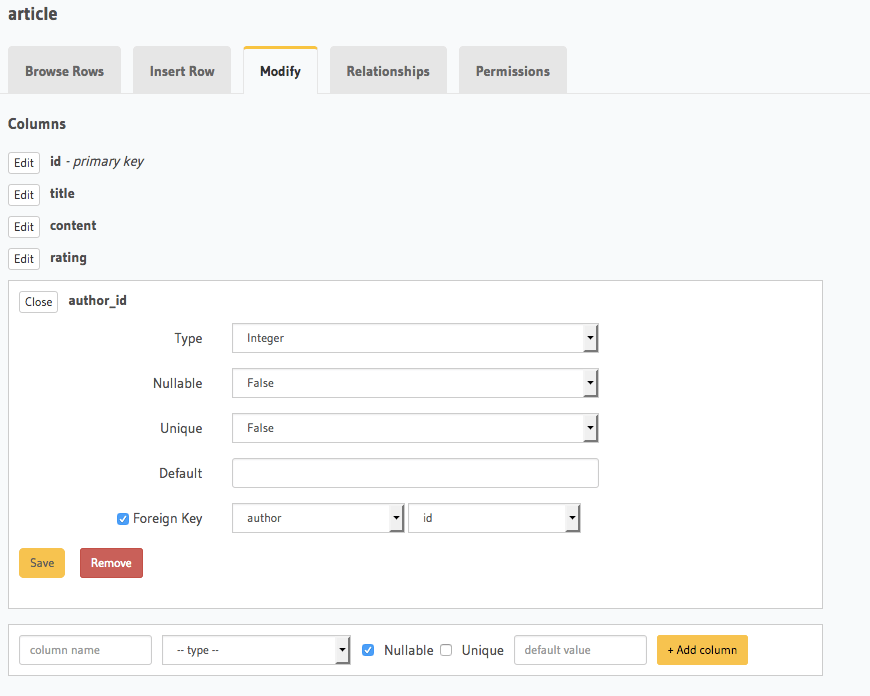 article
Browse Rows Insert Row Modify Relationships Permissions
Columns
Edit id - primary key
Edit title
Edit content
Edit rating
Close author_id
Type Integer
Nullable False
Unique False
Default
Foreign Key author id
Save Remove
column name -- type -- Nullable Unique default value + Add column